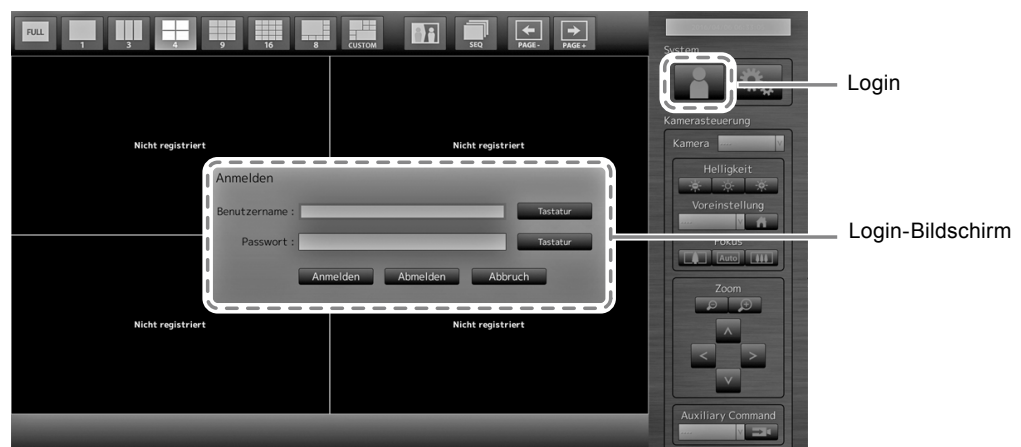 FULL 1 3 4 9 16 8 CUSTOM SEQ PAGE- PAGE+
System
Login
Kamerasteuerung
Kamera
Nicht registriert Nicht registriert
Helligkeit
Anmelden
Voreinstellung
Benutzername : Tastatur
Login-Bildschirm
Passwort : Tastatur
Fokus
Auto
Anmelden Abmelden Abbruch
Zoom
Nicht registriert Nicht registriert
Auxiliary Command